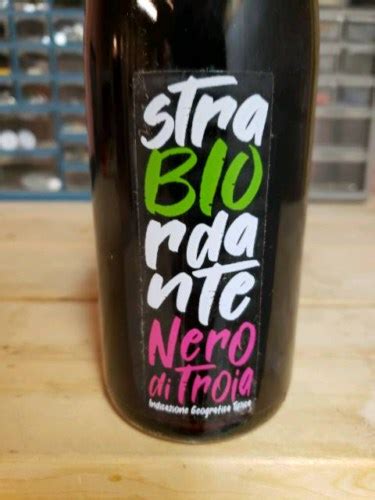 stra
BIO
rda
nte
Nero
di Troia
Indicazione Geografica Tipica